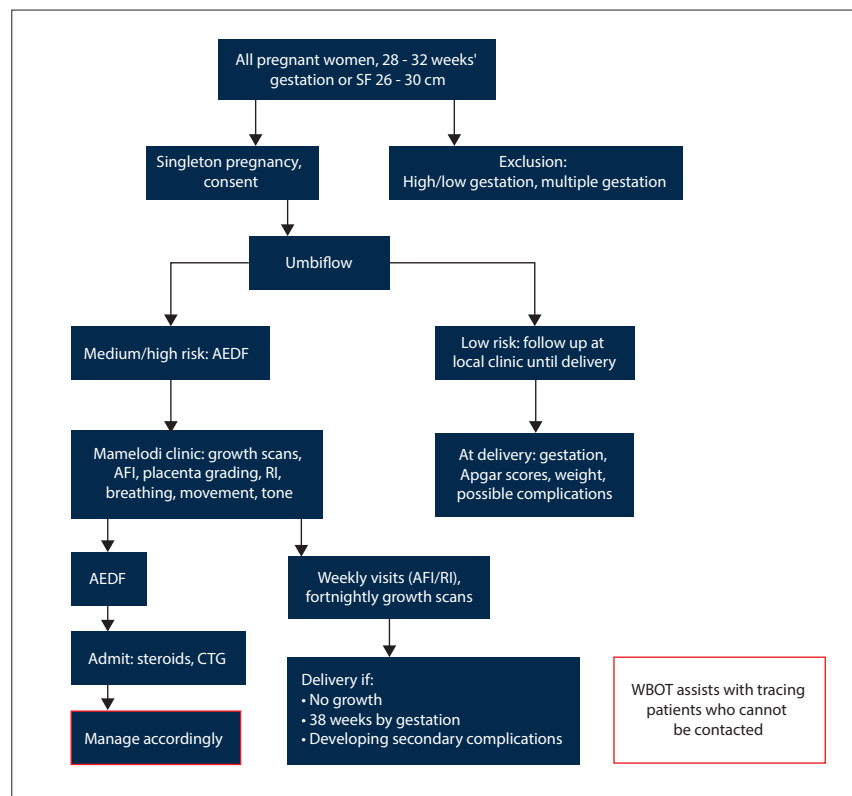 All pregnant women, 28 - 32 weeks'
gestation or SF 26 - 30 cm
Singleton pregnancy,
consent
Exclusion:
High/low gestation, multiple gestation
Umbiflow
Medium/high risk: AEDF
Low risk: follow up at
local clinic until delivery
Mamelodi clinic: growth scans,
AFI, placenta grading, RI,
breathing, movement, tone
At delivery: gestation,
Apgar scores, weight,
possible complications
AEDF
Weekly visits (AFI/RI),
fortnightly growth scans
Admit: steroids, CTG
Manage accordingly
Delivery if:
• No growth
• 38 weeks by gestation
• Developing secondary complications
WBOT assists with tracing
patients who cannot
be contacted